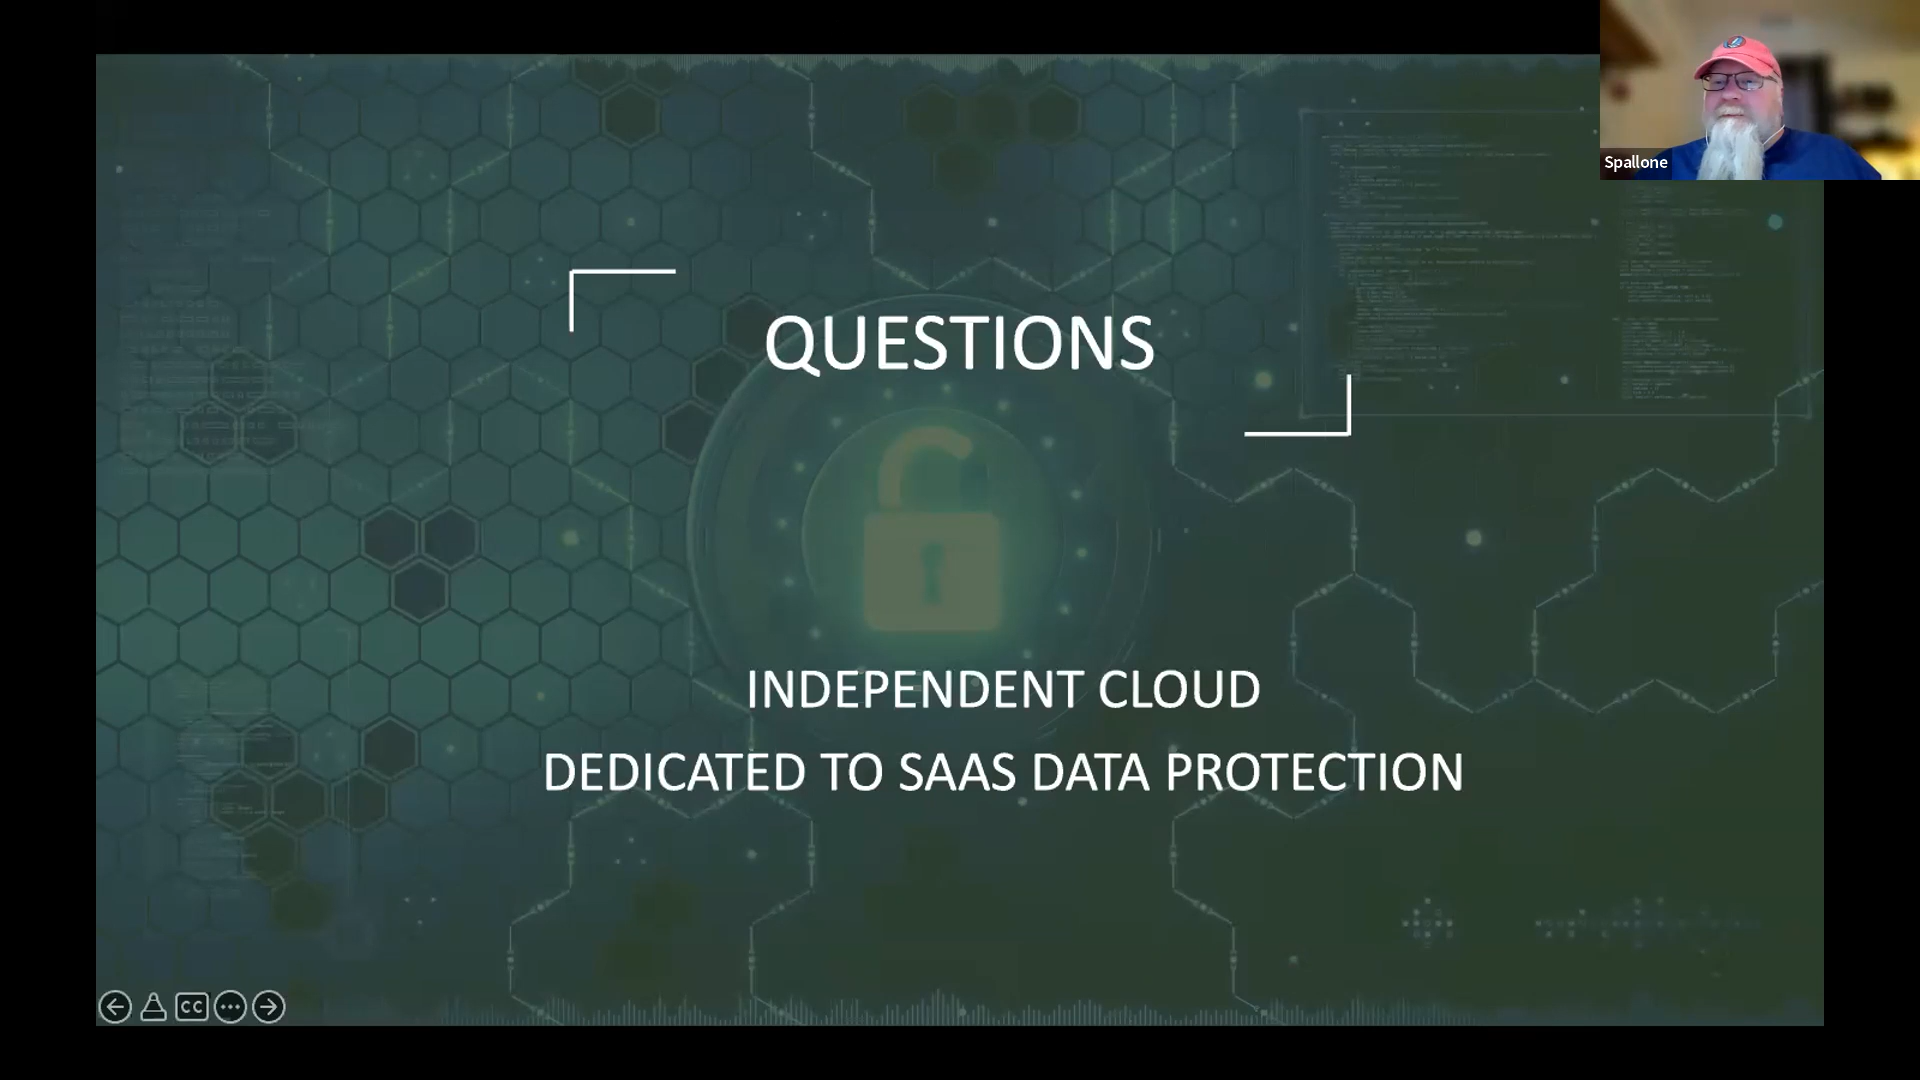 Spallone
QUESTIONS
INDEPENDENT CLOUD
DEDICATED TO SAAS DATA PROTECTION
CC